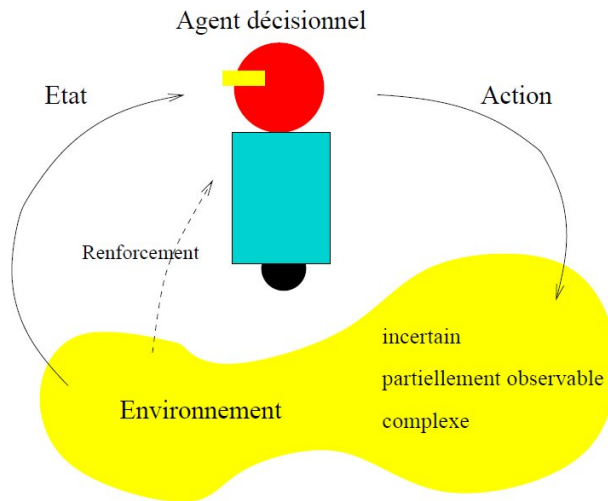 Agent décisionnel
Etat
Action
Renforcement
incertain
partiellement observable
complexe
Environnement